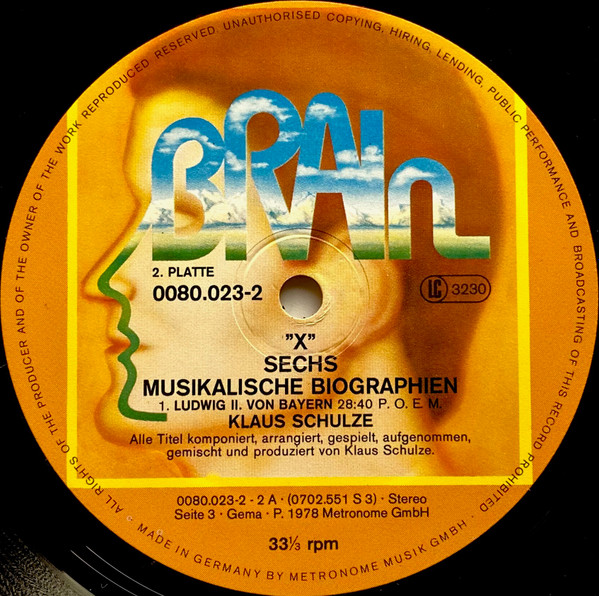 ALL RIGHTS OF THE PRODUCER AND OF THE OWNER OF THE WORK REPRODUCED RESERVED. UNAUTHORISED COPYING, HIRING, LENDING, PUBLIC PERFORMANCE AND BROADCASTING OF THIS RECORD PROHIBITED
BRAIn
2. PLATTE
0080.023-2
LC 3230
"X"
SECHS
MUSIKALISCHE BIOGRAPHIEN
1. LUDWIG II. VON BAYERN 28:40 P. O. E. M.
KLAUS SCHULZE
Alle Titel komponiert, arrangiert, gespielt, aufgenommen,
gemischt und produziert von Klaus Schulze.
0080.023-2 - 2 A · (0702.551 S 3) · Stereo
Seite 3 · Gema · P. 1978 Metronome GmbH
33⅓ rpm
MADE IN GERMANY BY METRONOME MUSIK GMBH ·